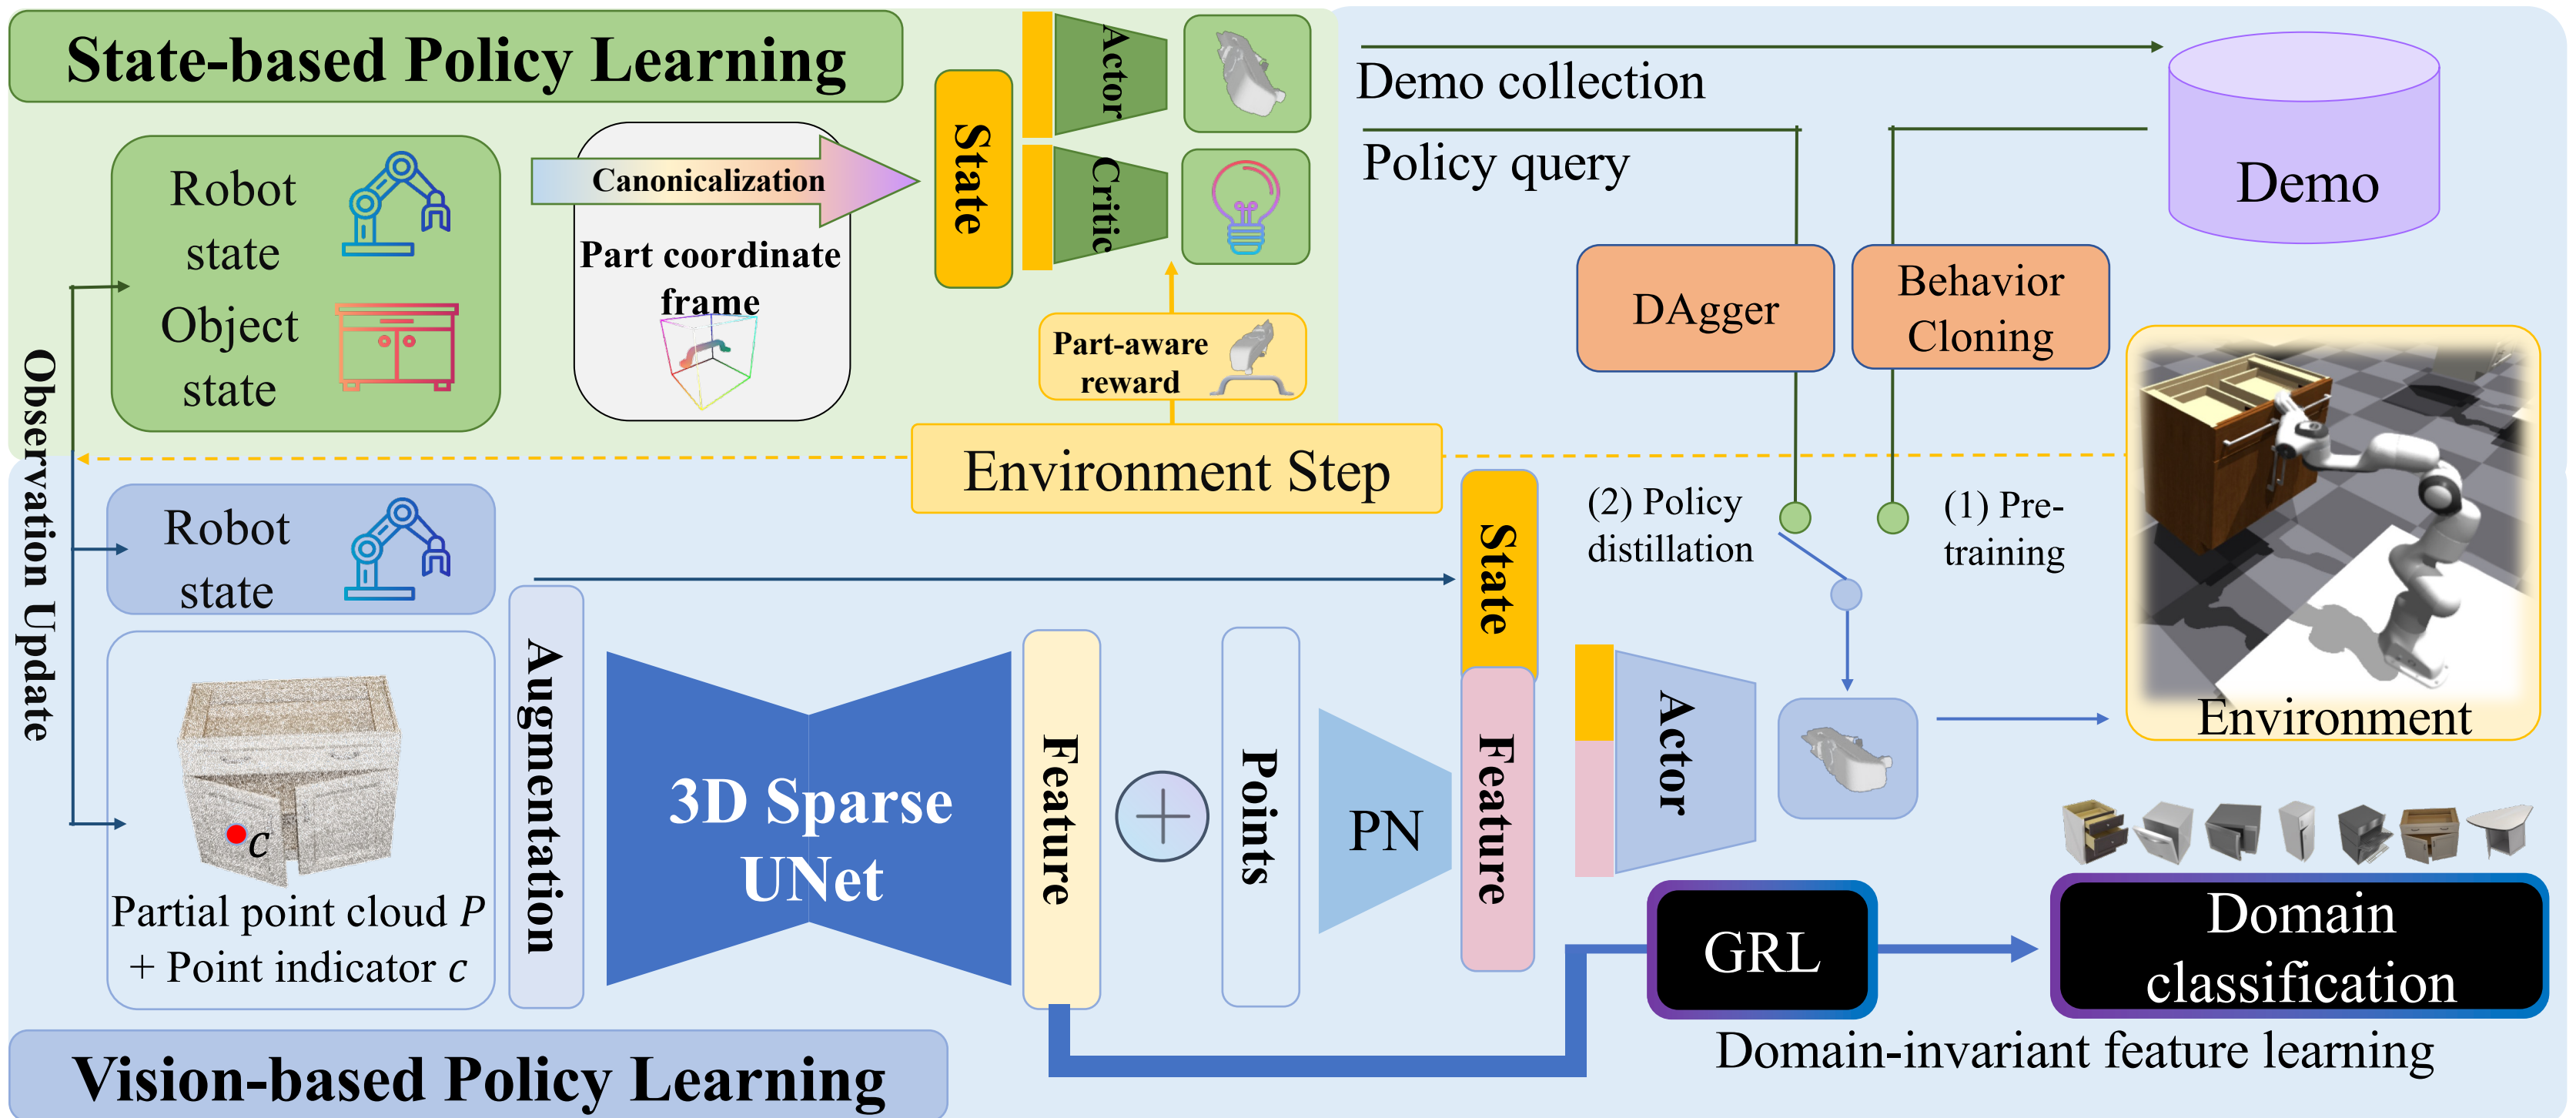 State-based Policy Learning
Robot
state
Object
state
Canonicalization
Part coordinate
frame
State
Actor
Critic
Part-aware
reward
Demo collection
Policy query
Demo
DAgger
Behavior
Cloning
Environment Step
Observation Update
(2) Policy
distillation
(1) Pre-
training
Environment
Robot
state
Partial point cloud P
+ Point indicator c
c
Augmentation
3D Sparse
UNet
Feature
Points
PN
State
Feature
Actor
GRL
Domain
classification
Domain-invariant feature learning
Vision-based Policy Learning